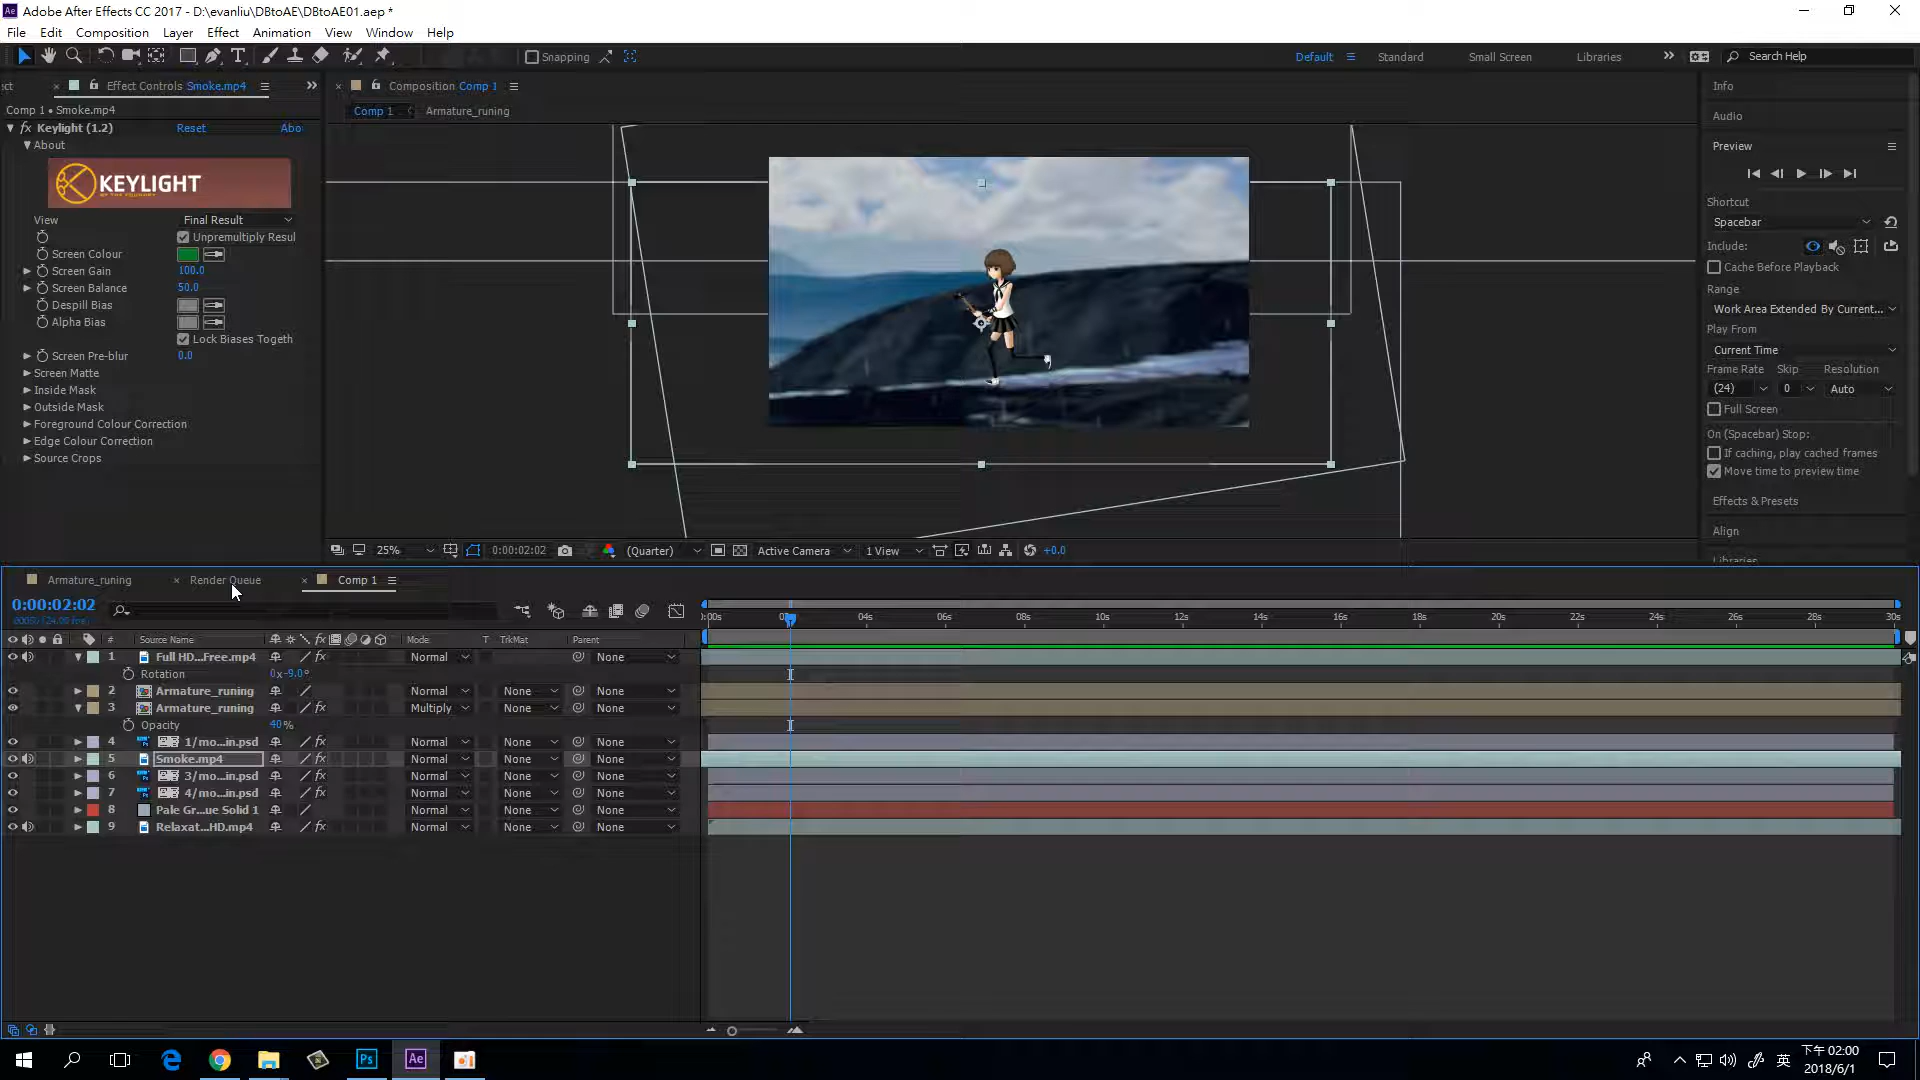 Adobe After Effects CC 2017 - D:\evanliu\DBtoAE\DBtoAE01.aep *
File Edit Composition Layer Effect Animation View Window Help
Snapping
Default Standard Small Screen Libraries Search Help
Effect Controls Smoke.mp4
Comp 1 • Smoke.mp4
fx Keylight (1.2) Reset Abo
About
KEYLIGHT
View Final Result
Unpremultiply Resul
Screen Colour
Screen Gain 100.0
Screen Balance 50.0
Despill Bias
Alpha Bias
Lock Biases Togeth
Screen Pre-blur 0.0
Screen Matte
Inside Mask
Outside Mask
Foreground Colour Correction
Edge Colour Correction
Source Crops
Composition Comp 1
Comp 1 Armature_runing
25% 0:00:02:02 (Quarter) Active Camera 1 View +0.0
Info
Audio
Preview
Shortcut
Spacebar
Include:
Cache Before Playback
Range
Work Area Extended By Current...
Play From
Current Time
Frame Rate Skip Resolution
(24) 0 Auto
Full Screen
On (Spacebar) Stop:
If caching, play cached frames
Move time to preview time
Effects & Presets
Align
Libraries
Armature_runing Render Queue Comp 1
0:00:02:02
:00s 04s 06s 08s 10s 12s 14s 16s 18s 20s 22s 24s 26s 28s 30s
# Source Name Mode T TrkMat Parent
1 Full HD...Free.mp4 Normal None
Rotation 0x-9.0°
2 Armature_runing Normal None None
3 Armature_runing Multiply None None
Opacity 40%
4 1/mo...in.psd Normal None None
5 Smoke.mp4 Normal None None
6 3/mo...in.psd Normal None None
7 4/mo...in.psd Normal None None
8 Pale Gr...ue Solid 1 Normal None None
9 Relaxat...HD.mp4 Normal None None
Ps Ae 英 下午 02:00
2018/6/1